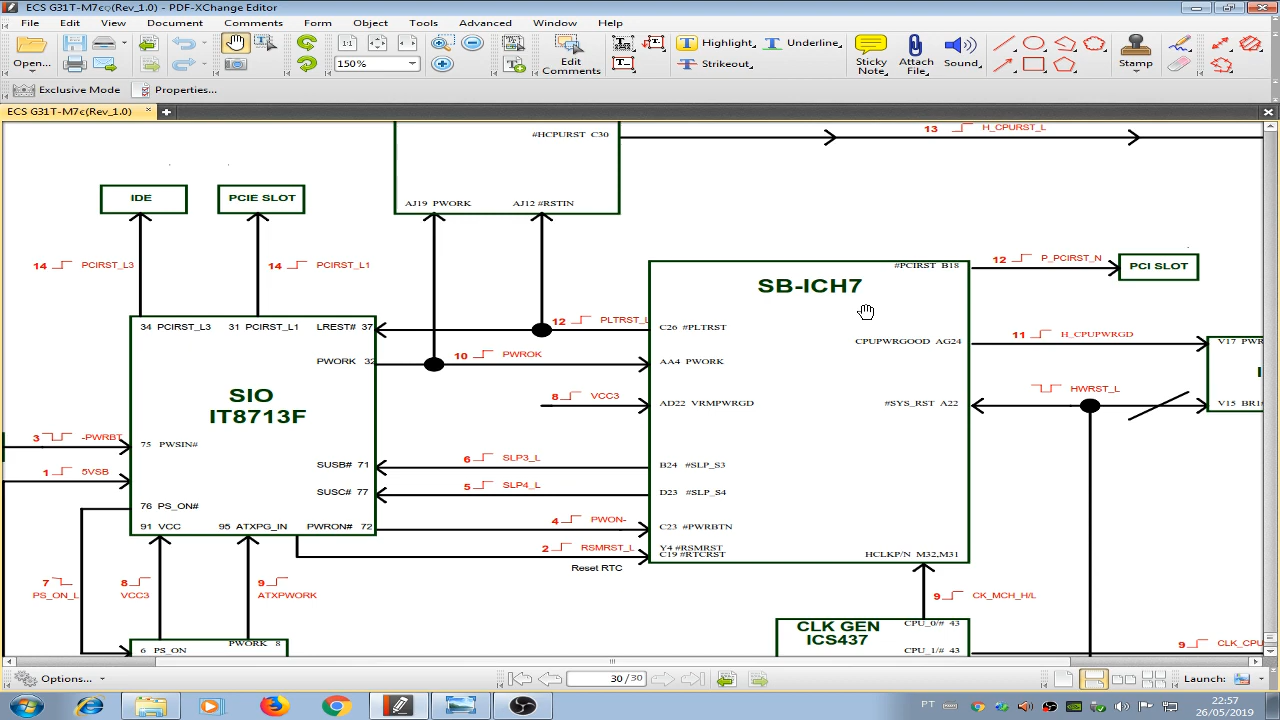 ECS G31T-M7c (Rev_1.0) - PDF-XChange Editor
File Edit View Document Comments Form Object Tools Advanced Window Help
Open...
150%
Edit Comments
Highlight
Underline
Strikeout
Sticky Note
Attach File
Sound
Stamp
Exclusive Mode Properties...
ECS G31T-M7c(Rev_1.0)
#HCPURST C30
13 H_CPURST_L
AJ19 PWORK AJ12 #RSTIN
IDE
PCIE SLOT
14 PCIRST_L3
14 PCIRST_L1
34 PCIRST_L3 31 PCIRST_L1 LREST# 37
PWORK 32
SIO
IT8713F
75 PWSIN#
SUSB# 71
SUSC# 77
76 PS_ON#
91 VCC 95 ATXPG_IN PWRON# 72
3 -PWRBT
1 5VSB
7 PS_ON_L
8 VCC3
9 ATXPWORK
PWORK 8
6 PS_ON
12 PLTRST_L
10 PWROK
8 VCC3
6 SLP3_L
5 SLP4_L
4 PWON-
2 RSMRST_L
Reset RTC
#PCIRST B18
SB-ICH7
C26 #PLTRST
CPUPWRGOOD AG24
AA4 PWORK
AD22 VRMPWRGD
#SYS_RST A22
B24 #SLP_S3
D23 #SLP_S4
C23 #PWRBTN
Y4 #RSMRST
C19 #RTCRST
HCLKP/N M32,M31
12 P_PCIRST_N
PCI SLOT
11 H_CPUPWRGD
V17 PWR
HWRST_L
V15 BR1#
9 CK_MCH_H/L
CLK GEN
ICS437
CPU_0/# 43
CPU_1/# 43
9 CLK_CPU
Options...
30/30
Launch:
PT
22:57
26/05/2019